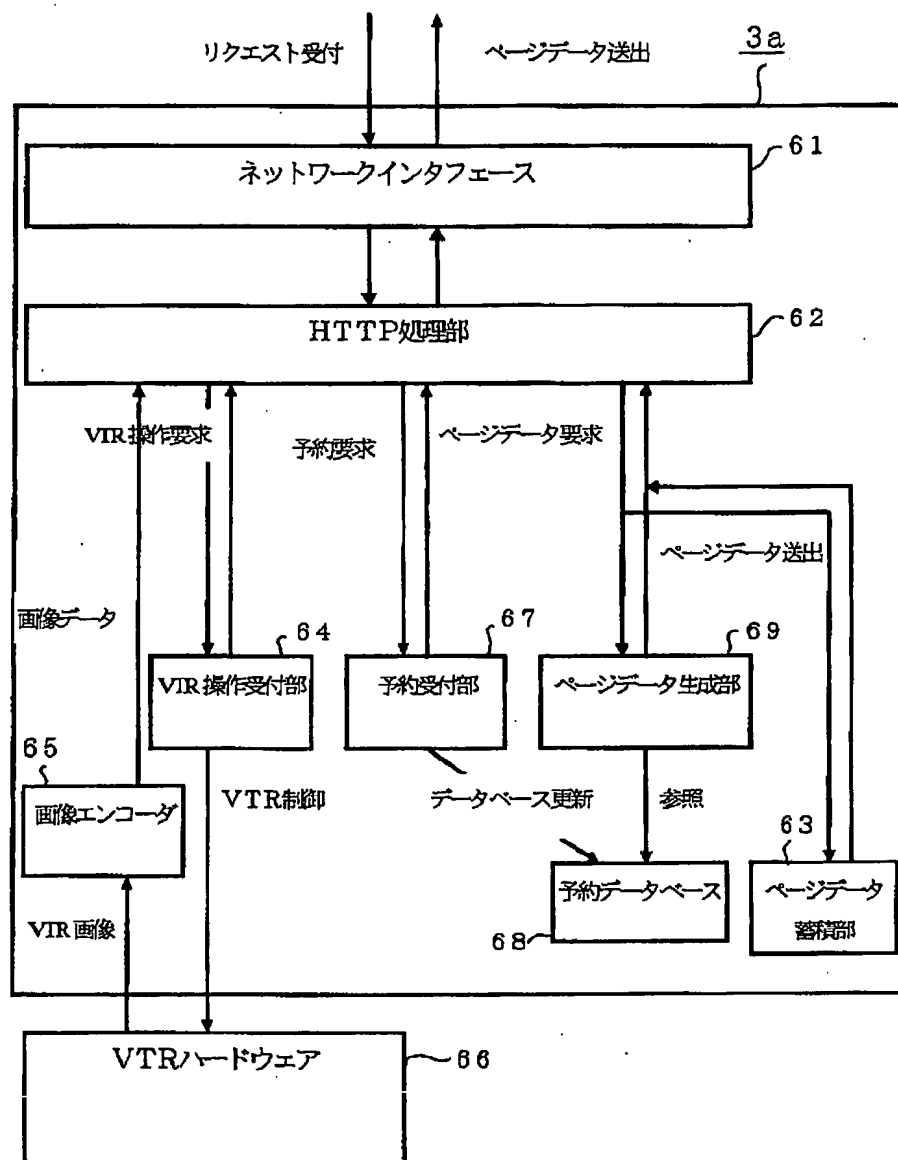 リクエスト受付
ページデータ送出
3a
61
ネットワークインタフェース
62
HTTP処理部
VTR操作要求
予約要求
ページデータ要求
ページデータ送出
画像データ
64
67
69
VTR操作受付部
予約受付部
ページデータ生成部
65
画像エンコーダ
VTR制御
データベース更新
参照
63
予約データベース
68
ページデータ
蓄積部
VTR画像
VTRハードウェア
66